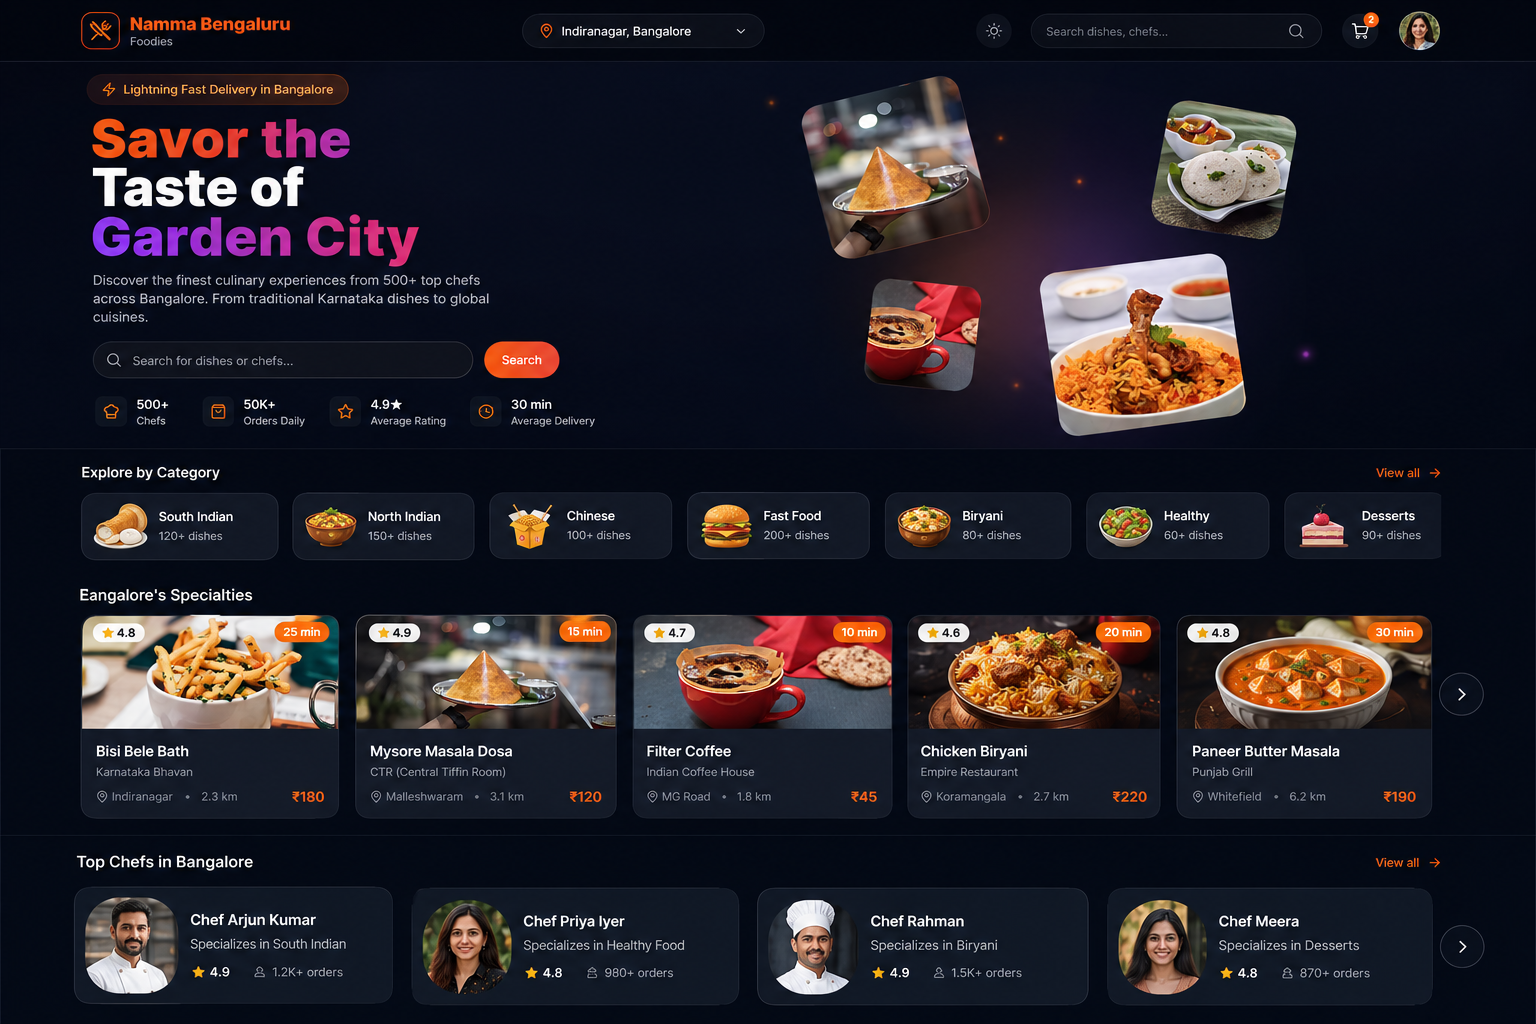 Namma Bengaluru
Foodies
Indiranagar, Bangalore
Search dishes, chefs...
2
Lightning Fast Delivery in Bangalore
Savor the
Taste of
Garden City
Discover the finest culinary experiences from 500+ top chefs
across Bangalore. From traditional Karnataka dishes to global
cuisines.
Search for dishes or chefs...
Search
500+
Chefs
50K+
Orders Daily
4.9★
Average Rating
30 min
Average Delivery
Explore by Category
View all →
South Indian
120+ dishes
North Indian
150+ dishes
Chinese
100+ dishes
Fast Food
200+ dishes
Biryani
80+ dishes
Healthy
60+ dishes
Desserts
90+ dishes
Eangalore's Specialties
★ 4.8
25 min
Bisi Bele Bath
Karnataka Bhavan
Indiranagar • 2.3 km
₹180
★ 4.9
15 min
Mysore Masala Dosa
CTR (Central Tiffin Room)
Malleshwaram • 3.1 km
₹120
★ 4.7
10 min
Filter Coffee
Indian Coffee House
MG Road • 1.8 km
₹45
★ 4.6
20 min
Chicken Biryani
Empire Restaurant
Koramangala • 2.7 km
₹220
★ 4.8
30 min
Paneer Butter Masala
Punjab Grill
Whitefield • 6.2 km
₹190
Top Chefs in Bangalore
View all →
Chef Arjun Kumar
Specializes in South Indian
★ 4.9 1.2K+ orders
Chef Priya Iyer
Specializes in Healthy Food
★ 4.8 980+ orders
Chef Rahman
Specializes in Biryani
★ 4.9 1.5K+ orders
Chef Meera
Specializes in Desserts
★ 4.8 870+ orders